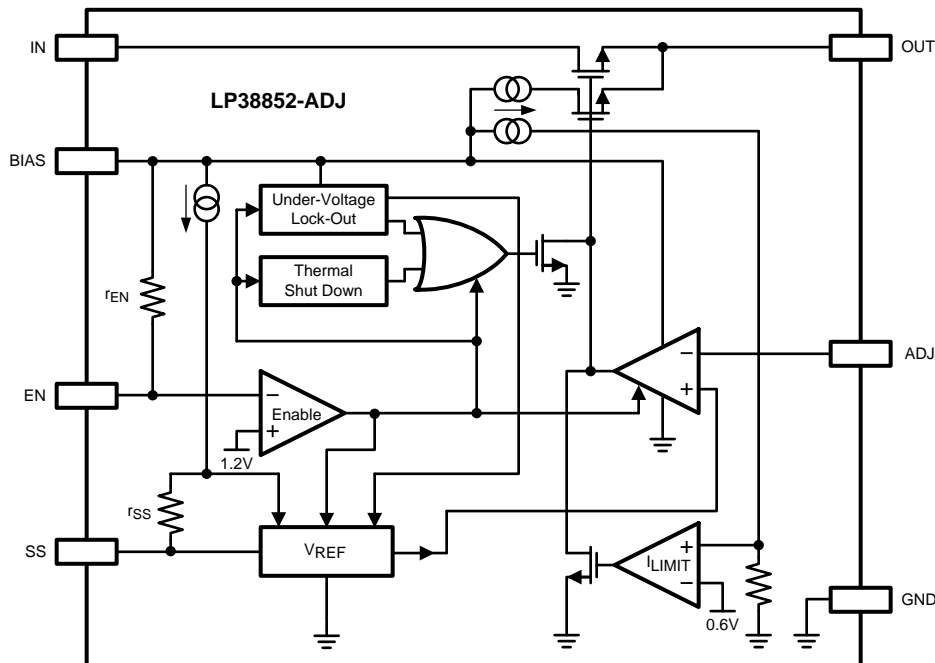 IN
OUT
LP38852-ADJ
BIAS
Under-Voltage
Lock-Out
Thermal
Shut Down
rEN
ADJ
EN
Enable
1.2V
rSS
SS
VREF
ILIMIT
0.6V
GND